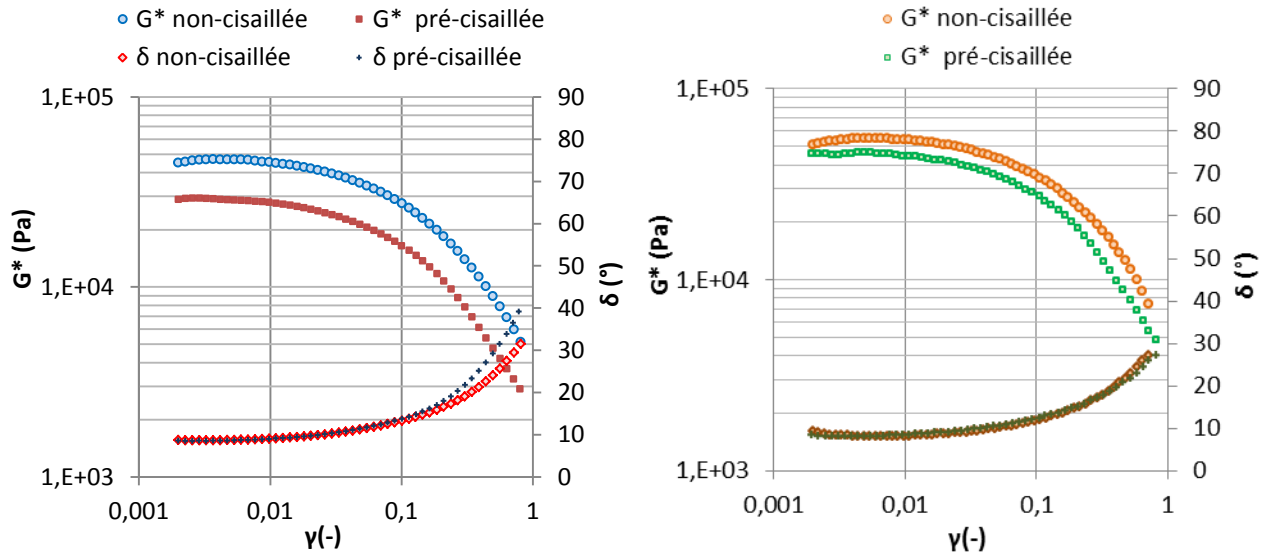 G* non-cisaillée G* pré-cisaillée
δ non-cisaillée δ pré-cisaillée
1,E+05
1,E+04
1,E+03
G* (Pa)
90
80
70
60
50
40
30
20
10
0
δ (°)
0,001 0,01 0,1 1
γ(-)
G* non-cisaillée
G* pré-cisaillée
1,E+05
1,E+04
1,E+03
G* (Pa)
90
80
70
60
50
40
30
20
10
0
δ (°)
0,001 0,01 0,1 1
γ(-)